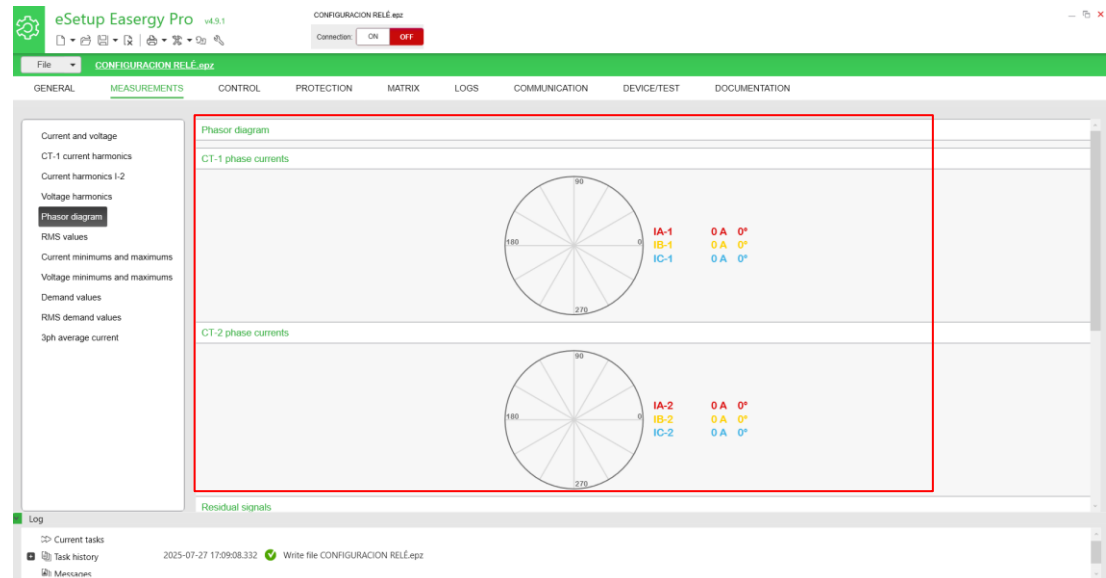 eSetup Easergy Pro v4.9.1
CONFIGURACION RELÉ.epz
Connection: ON OFF
File CONFIGURACION RELÉ.epz
GENERAL MEASUREMENTS CONTROL PROTECTION MATRIX LOGS COMMUNICATION DEVICE/TEST DOCUMENTATION
Current and voltage
CT-1 current harmonics
Current harmonics I-2
Voltage harmonics
Phasor diagram
RMS values
Current minimums and maximums
Voltage minimums and maximums
Demand values
RMS demand values
3ph average current
Phasor diagram
CT-1 phase currents
90
180 0
270
IA-1 0 A 0°
IB-1 0 A 0°
IC-1 0 A 0°
CT-2 phase currents
90
180 0
270
IA-2 0 A 0°
IB-2 0 A 0°
IC-2 0 A 0°
Residual signals
Log
Current tasks
Task history
2025-07-27 17:09:08.332 Write file CONFIGURACION RELÉ.epz
Messages